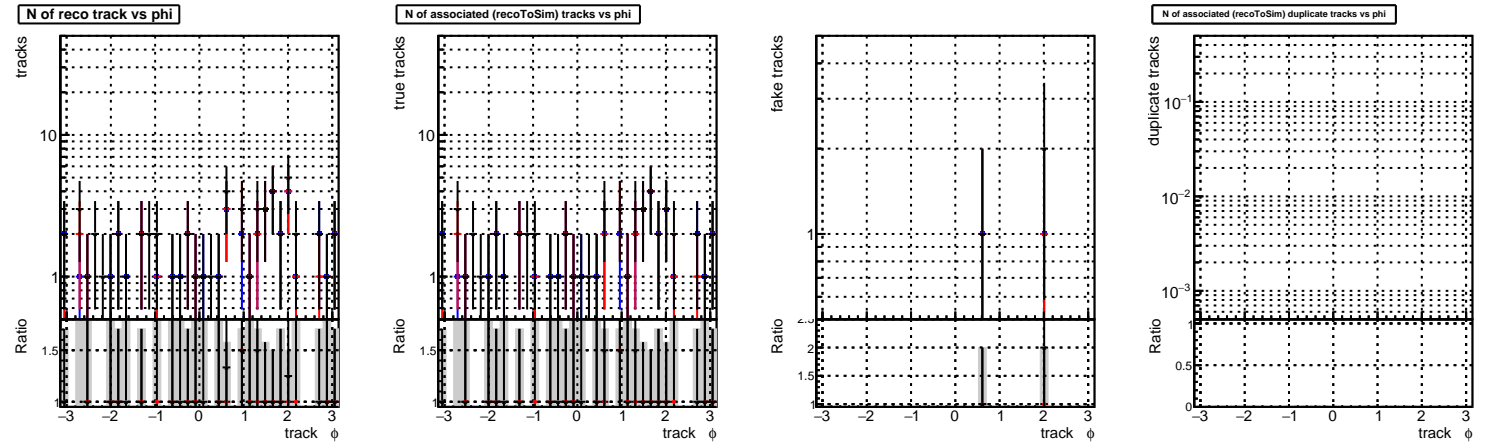 N of reco track vs phi
tracks
10
1
Ratio
1.5
1
−3 −2 −1 0 1 2 3
track ϕ
N of associated (recoToSim) tracks vs phi
true tracks
10
1
Ratio
1.5
1
−3 −2 −1 0 1 2 3
track ϕ
fake tracks
1
Ratio
2.5
2
1.5
1
−3 −2 −1 0 1 2 3
track ϕ
N of associated (recoToSim) duplicate tracks vs phi
duplicate tracks
10⁻¹
10⁻²
10⁻³
Ratio
1
0.5
0
−3 −2 −1 0 1 2 3
track ϕ